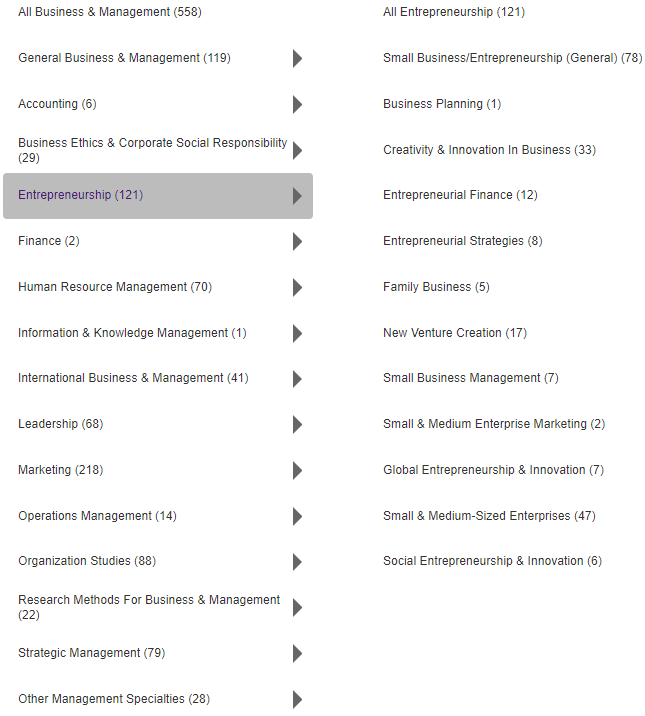 All Business & Management (558)
General Business & Management (119)
Accounting (6)
Business Ethics & Corporate Social Responsibility
(29)
Entrepreneurship (121)
Finance (2)
Human Resource Management (70)
Information & Knowledge Management (1)
International Business & Management (41)
Leadership (68)
Marketing (218)
Operations Management (14)
Organization Studies (88)
Research Methods For Business & Management
(22)
Strategic Management (79)
Other Management Specialties (28)
All Entrepreneurship (121)
Small Business/Entrepreneurship (General) (78)
Business Planning (1)
Creativity & Innovation In Business (33)
Entrepreneurial Finance (12)
Entrepreneurial Strategies (8)
Family Business (5)
New Venture Creation (17)
Small Business Management (7)
Small & Medium Enterprise Marketing (2)
Global Entrepreneurship & Innovation (7)
Small & Medium-Sized Enterprises (47)
Social Entrepreneurship & Innovation (6)